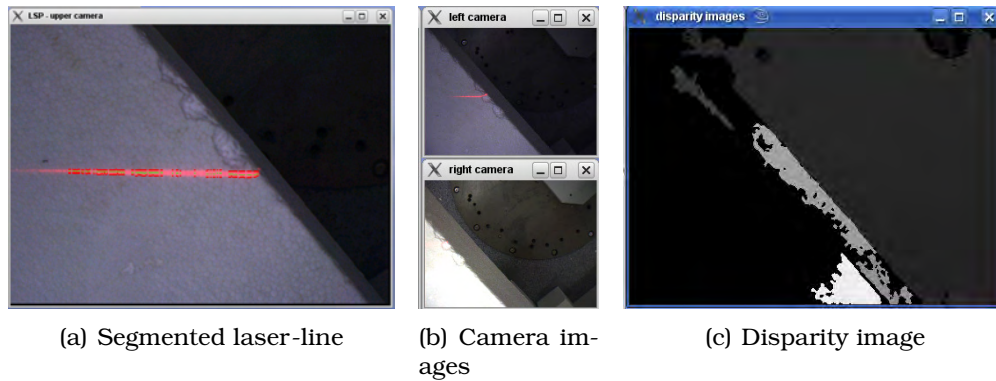 LSP - upper camera
left camera
right camera
disparity images
(a) Segmented laser-line
(b) Camera im-
ages
(c) Disparity image